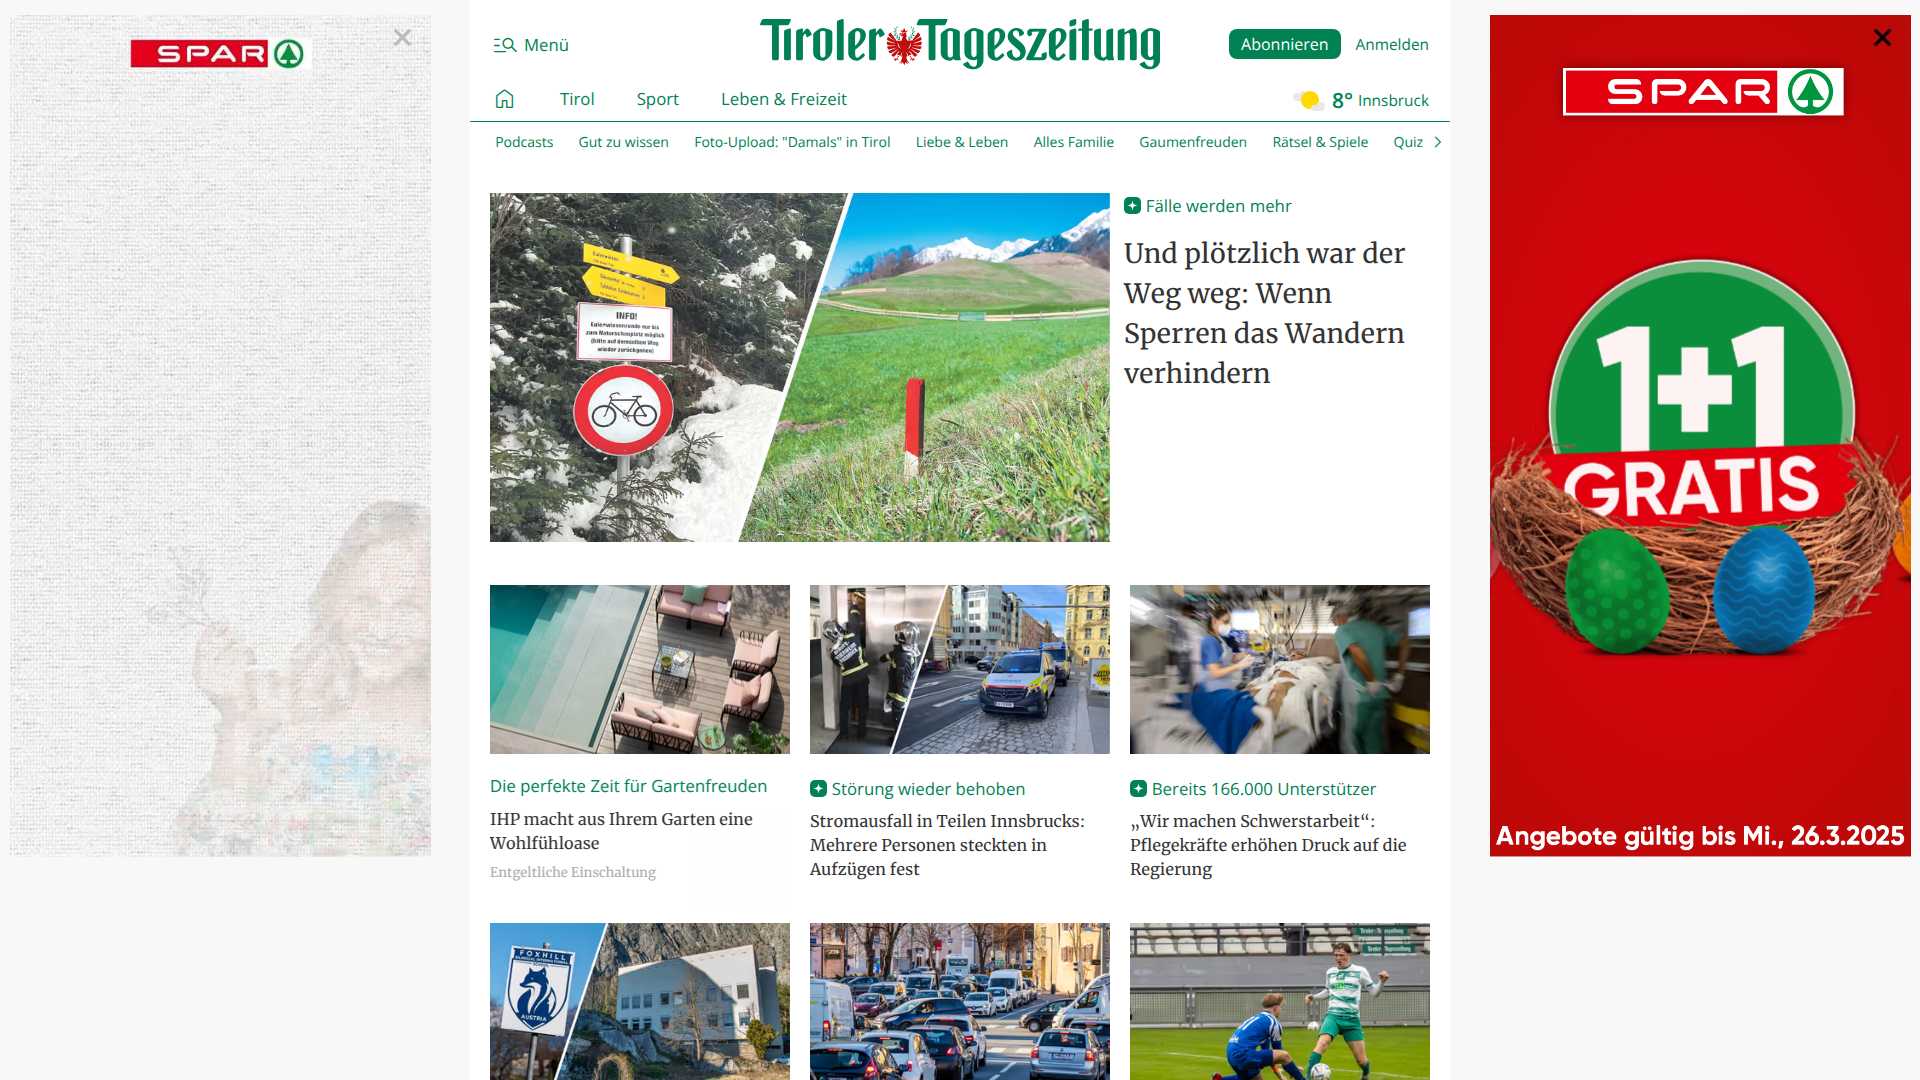 SPAR
Menü
Tiroler Tageszeitung
Abonnieren
Anmelden
Tirol
Sport
Leben & Freizeit
8° Innsbruck
Podcasts
Gut zu wissen
Foto-Upload: "Damals" in Tirol
Liebe & Leben
Alles Familie
Gaumenfreuden
Rätsel & Spiele
Quiz
INFO!
Fälle werden mehr
Und plötzlich war der
Weg weg: Wenn
Sperren das Wandern
verhindern
Die perfekte Zeit für Gartenfreuden
IHP macht aus Ihrem Garten eine
Wohlfühloase
Entgeltliche Einschaltung
Störung wieder behoben
Stromausfall in Teilen Innsbrucks:
Mehrere Personen steckten in
Aufzügen fest
Bereits 166.000 Unterstützer
„Wir machen Schwerstarbeit“:
Pflegekräfte erhöhen Druck auf die
Regierung
FOXHILL
AUSTRIA
SPAR
1+1
GRATIS
Angebote gültig bis Mi., 26.3.2025